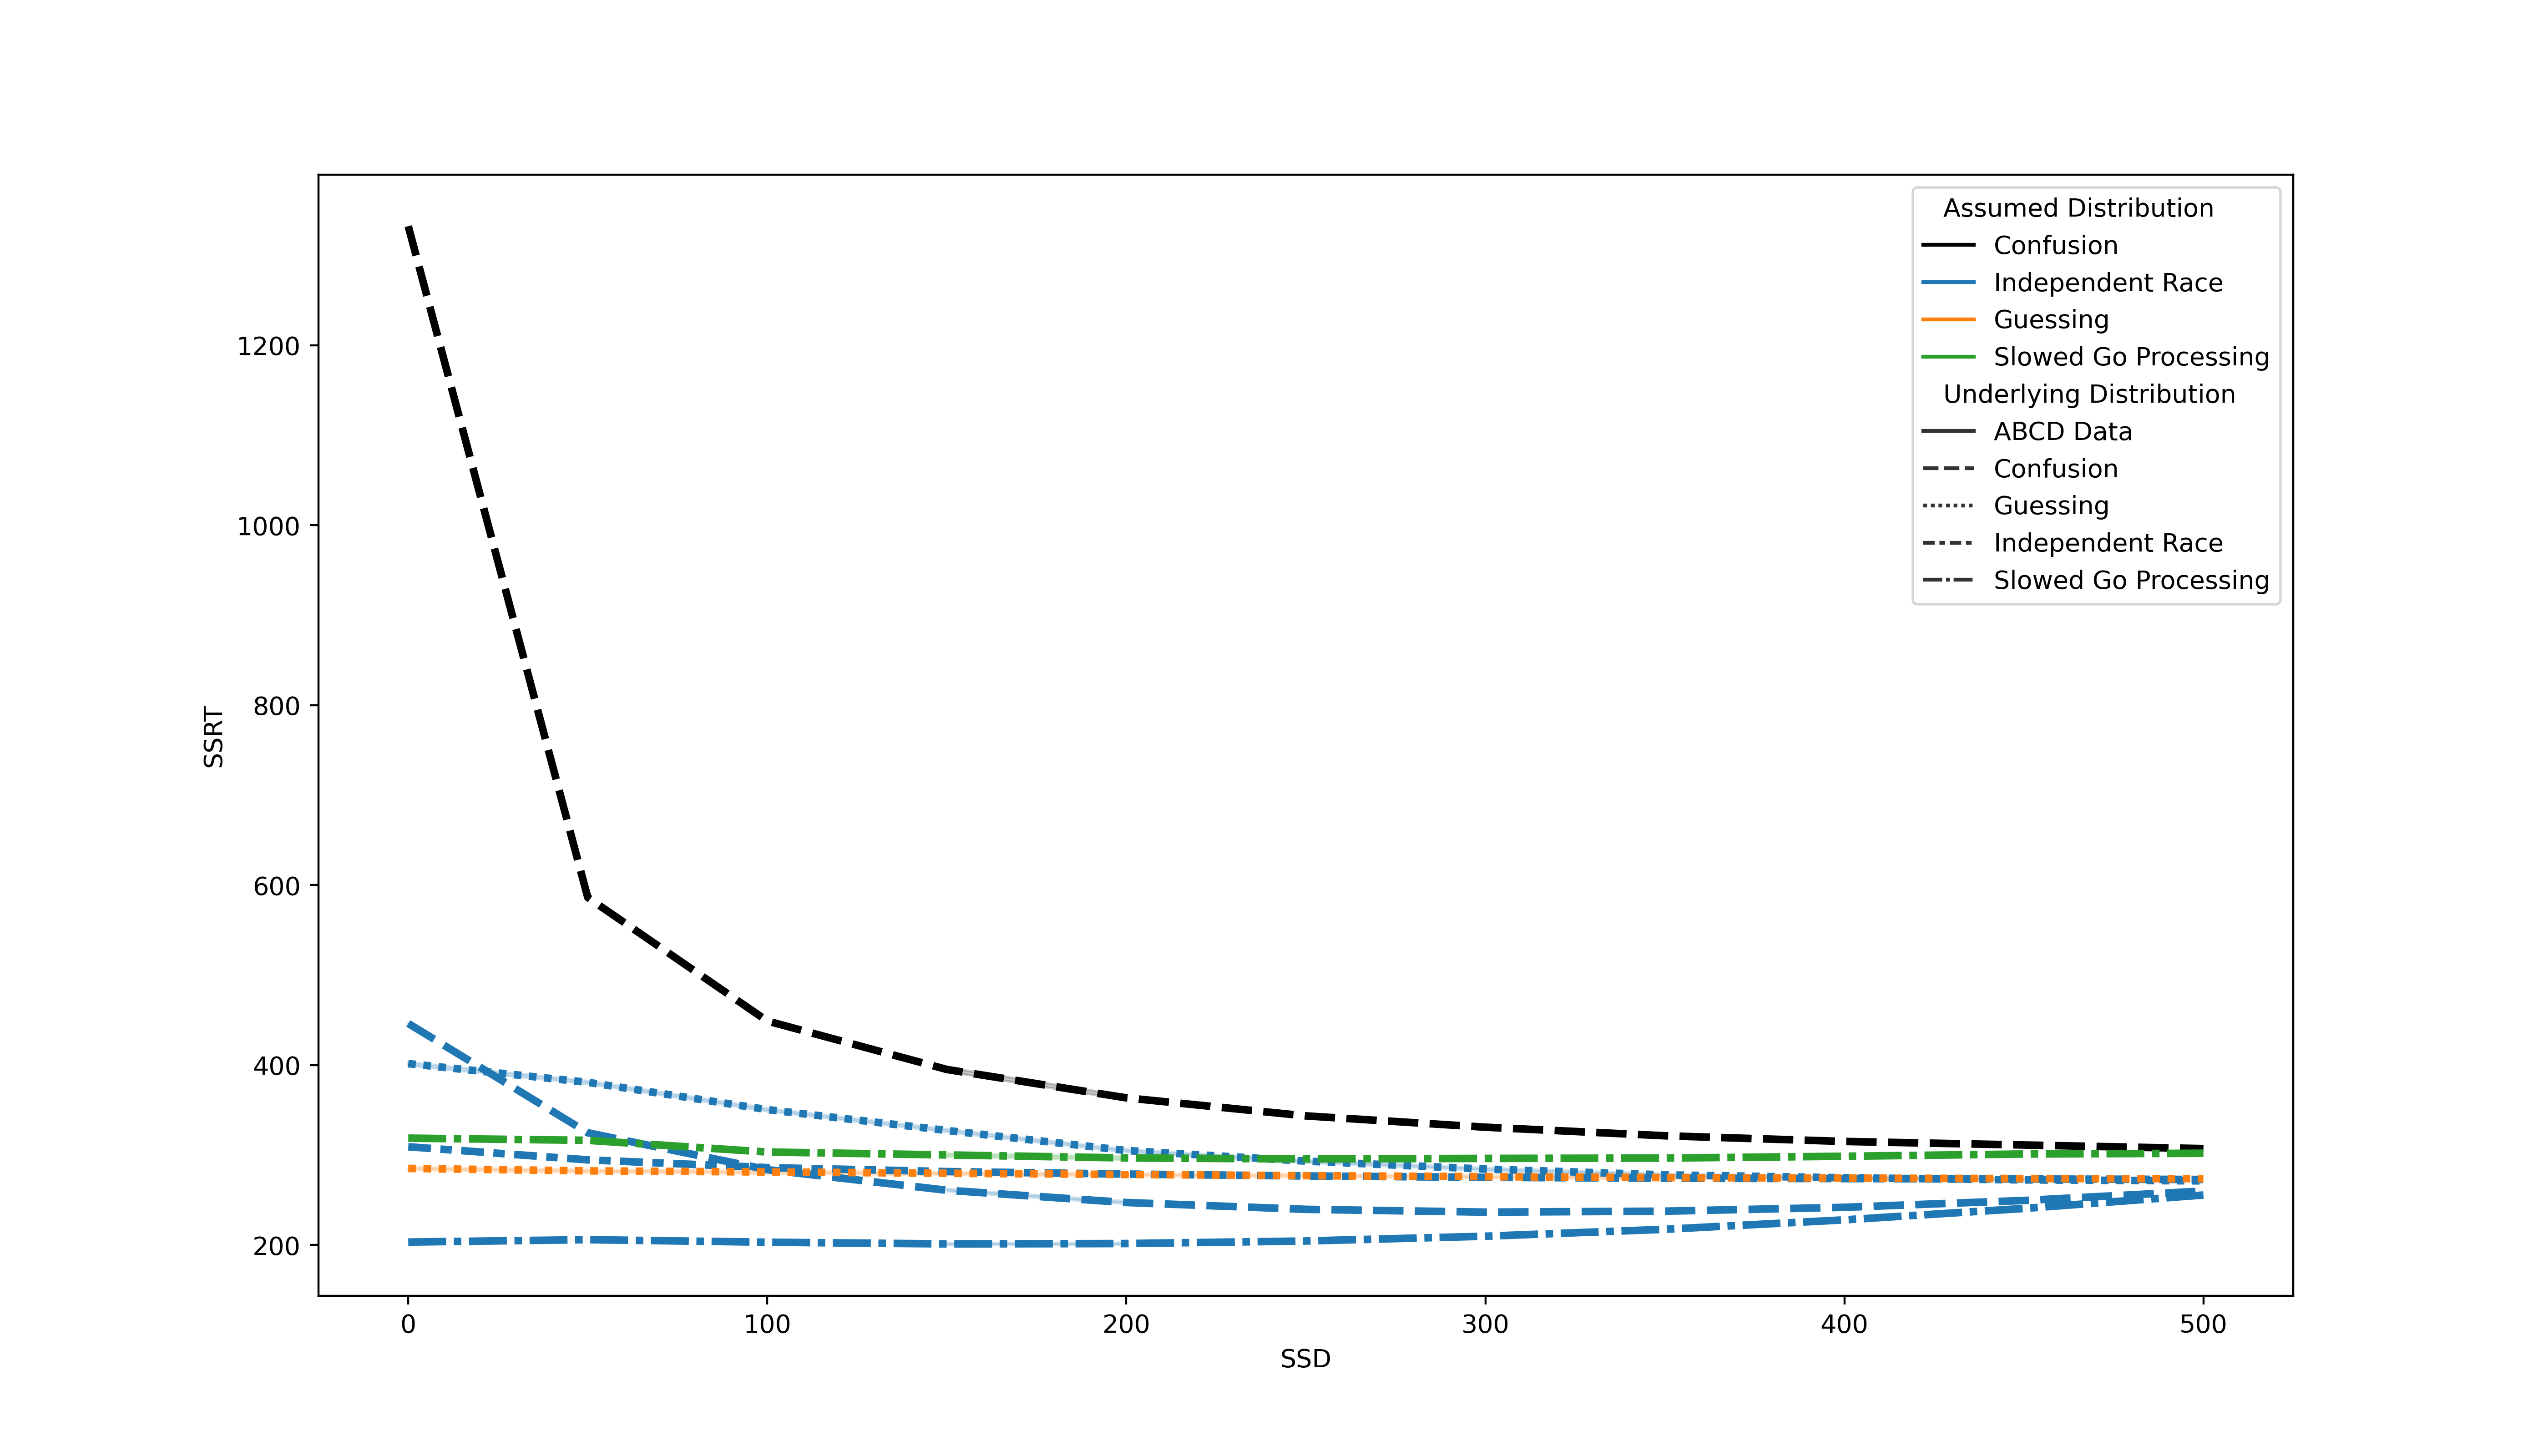 Assumed Distribution
Confusion
Independent Race
Guessing
Slowed Go Processing
Underlying Distribution
ABCD Data
Confusion
Guessing
Independent Race
Slowed Go Processing
1200
1000
800
600
400
200
SSRT
0 100 200 300 400 500
SSD